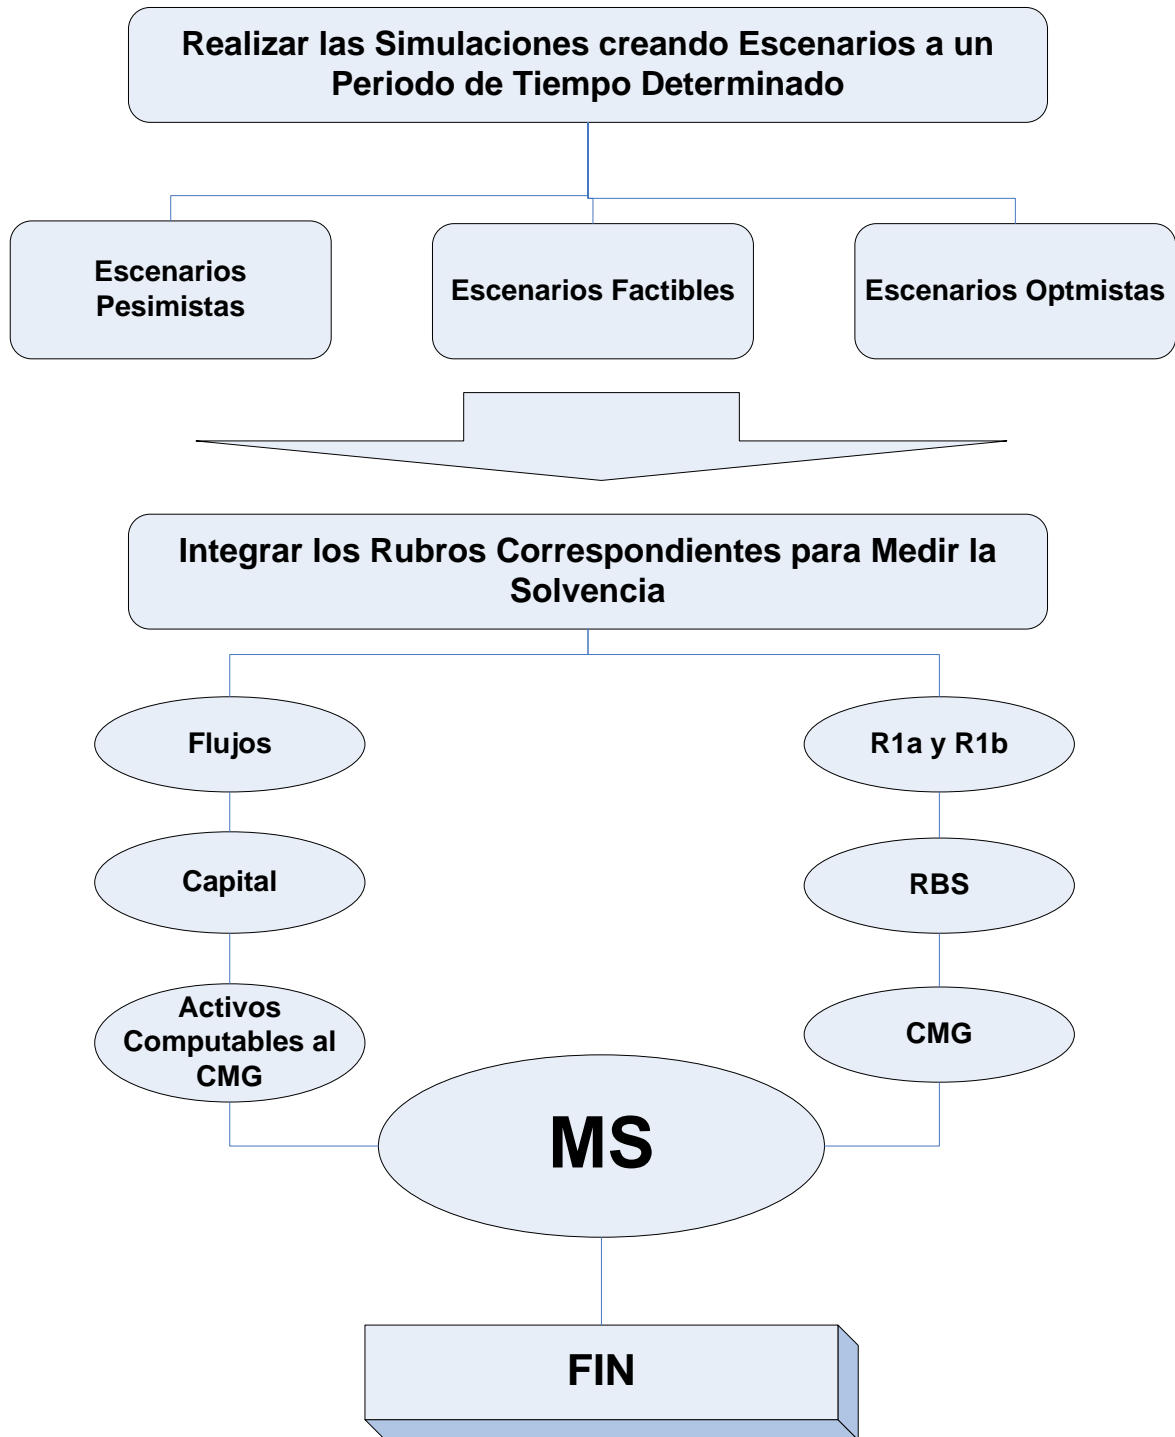 Realizar las Simulaciones creando Escenarios a un
Periodo de Tiempo Determinado
Escenarios
Pesimistas
Escenarios Factibles
Escenarios Optmistas
Integrar los Rubros Correspondientes para Medir la
Solvencia
Flujos
R1a y R1b
Capital
RBS
Activos
Computables al
CMG
CMG
MS
FIN